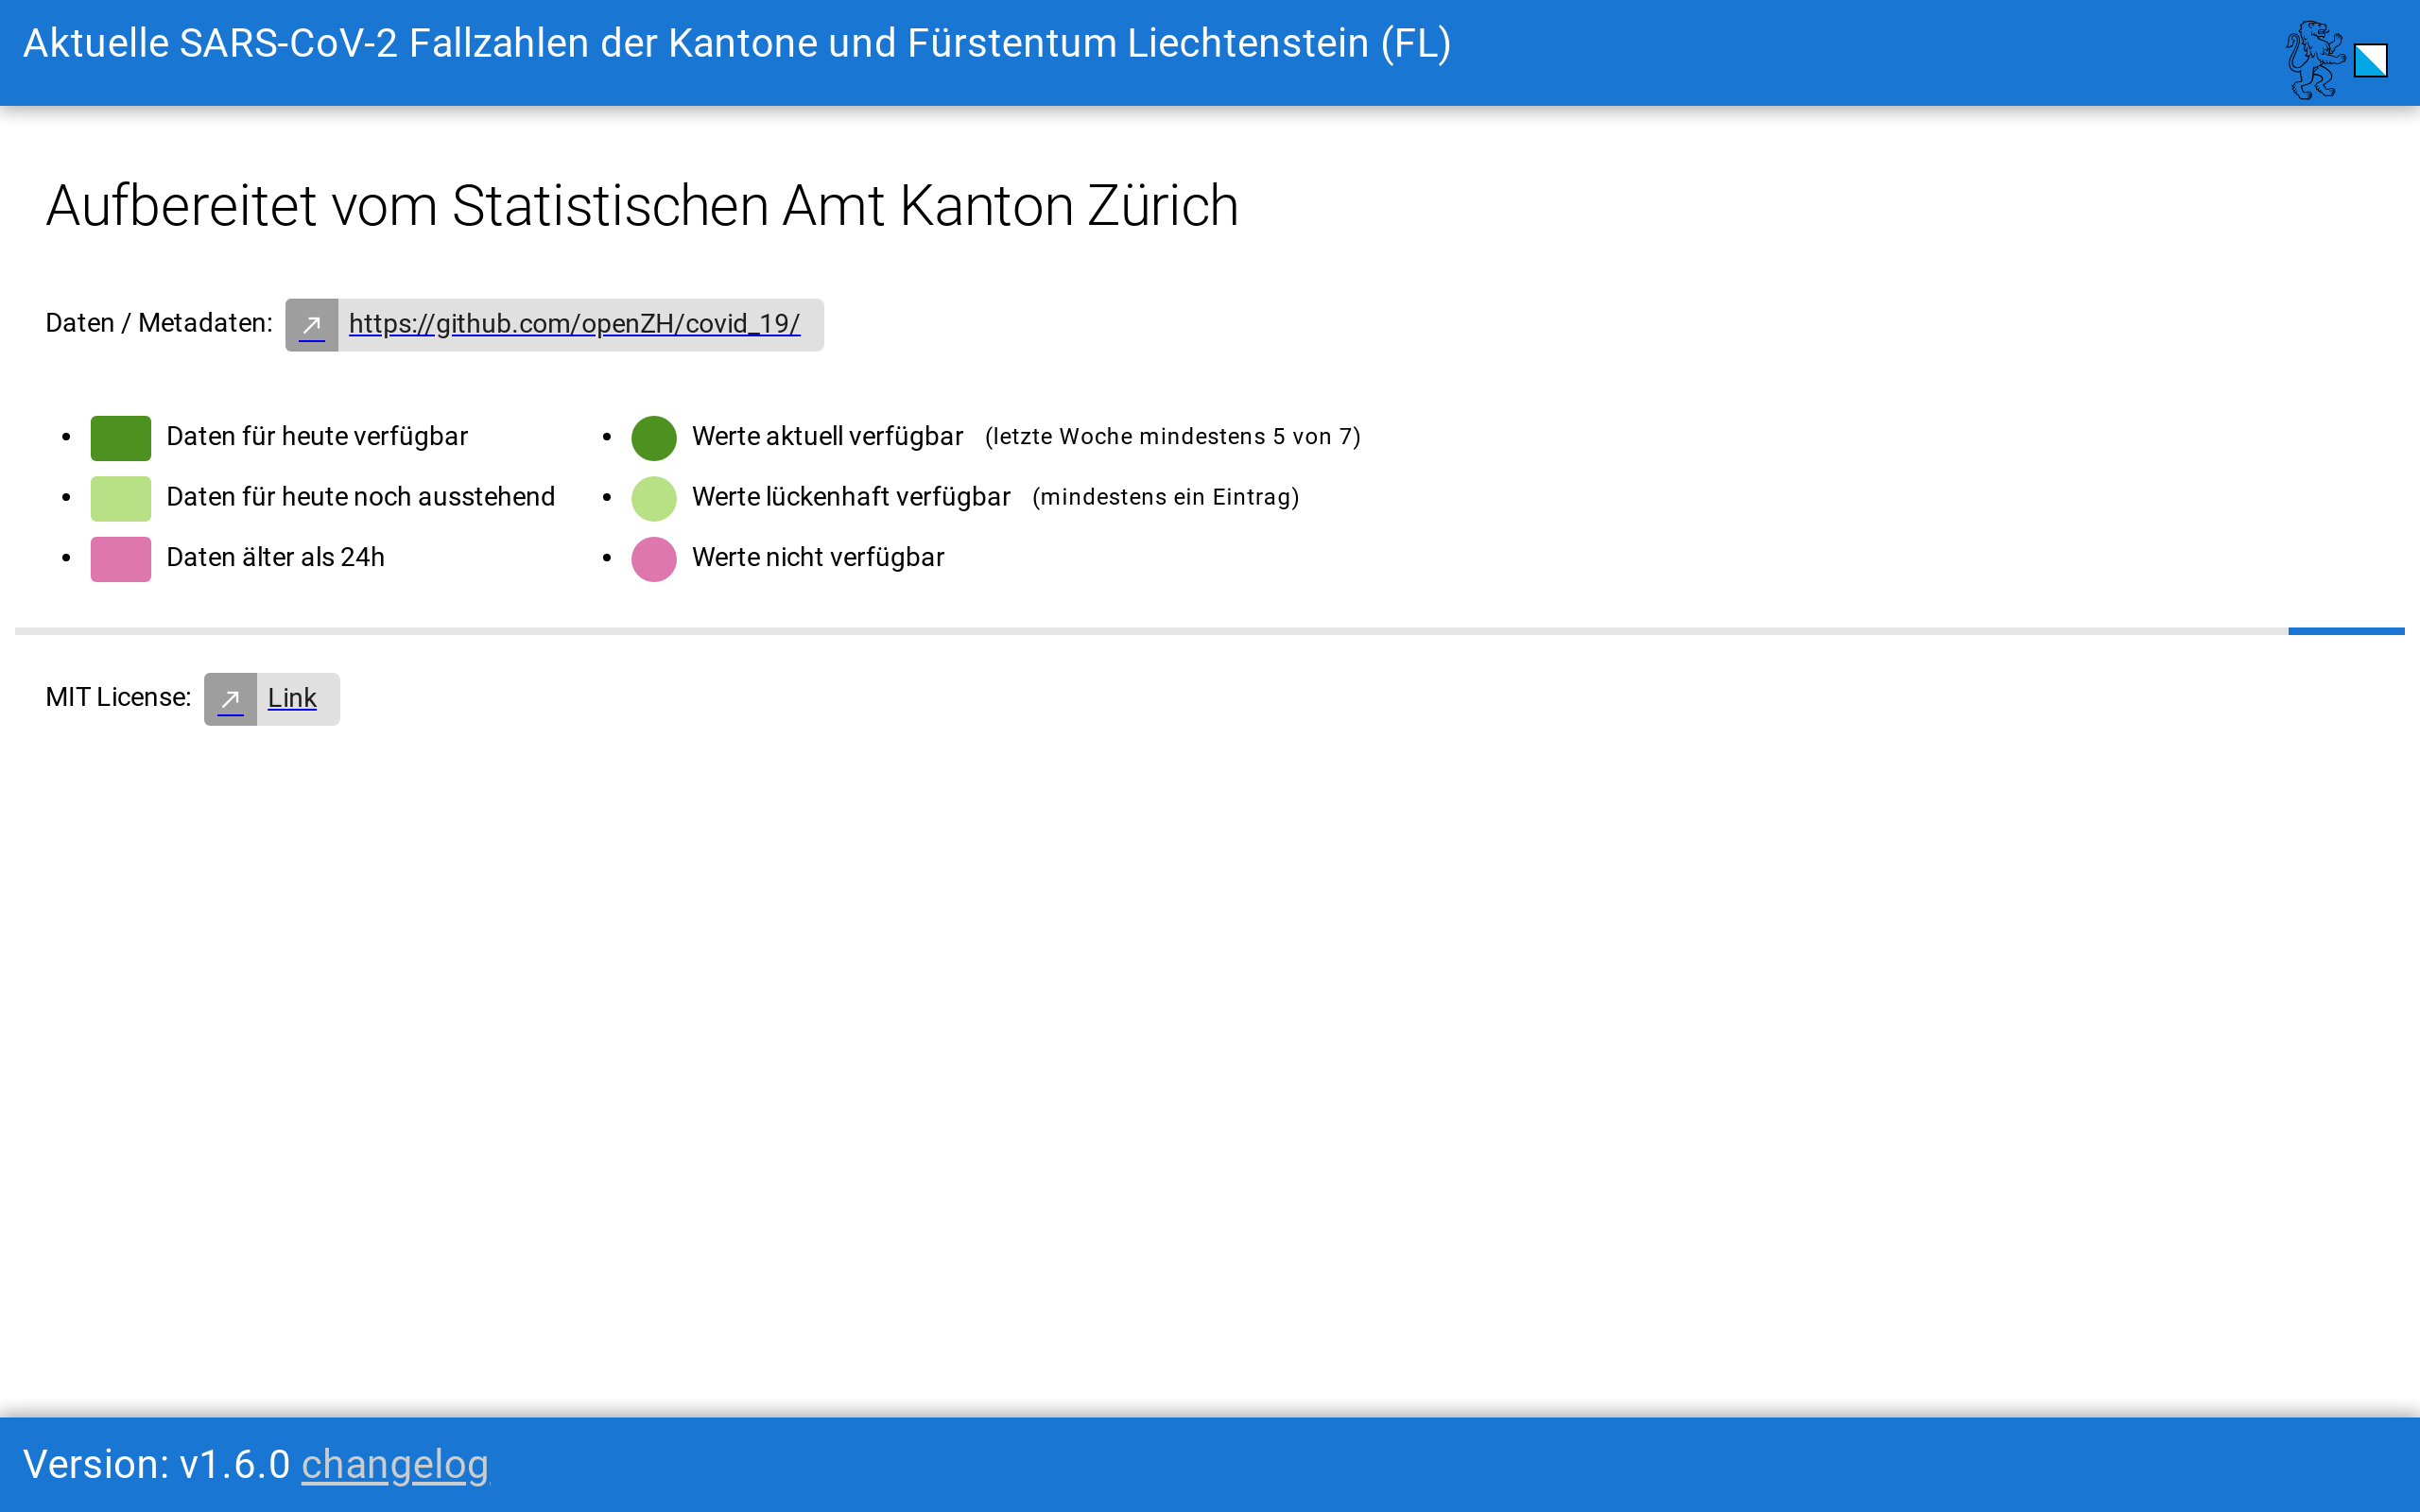 Aktuelle SARS-CoV-2 Fallzahlen der Kantone und Fürstentum Liechtenstein (FL)
Aufbereitet vom Statistischen Amt Kanton Zürich
Daten / Metadaten: https://github.com/openZH/covid_19/
Daten für heute verfügbar
Daten für heute noch ausstehend
Daten älter als 24h
Werte aktuell verfügbar (letzte Woche mindestens 5 von 7)
Werte lückenhaft verfügbar (mindestens ein Eintrag)
Werte nicht verfügbar
MIT License: Link
Version: v1.6.0 changelog